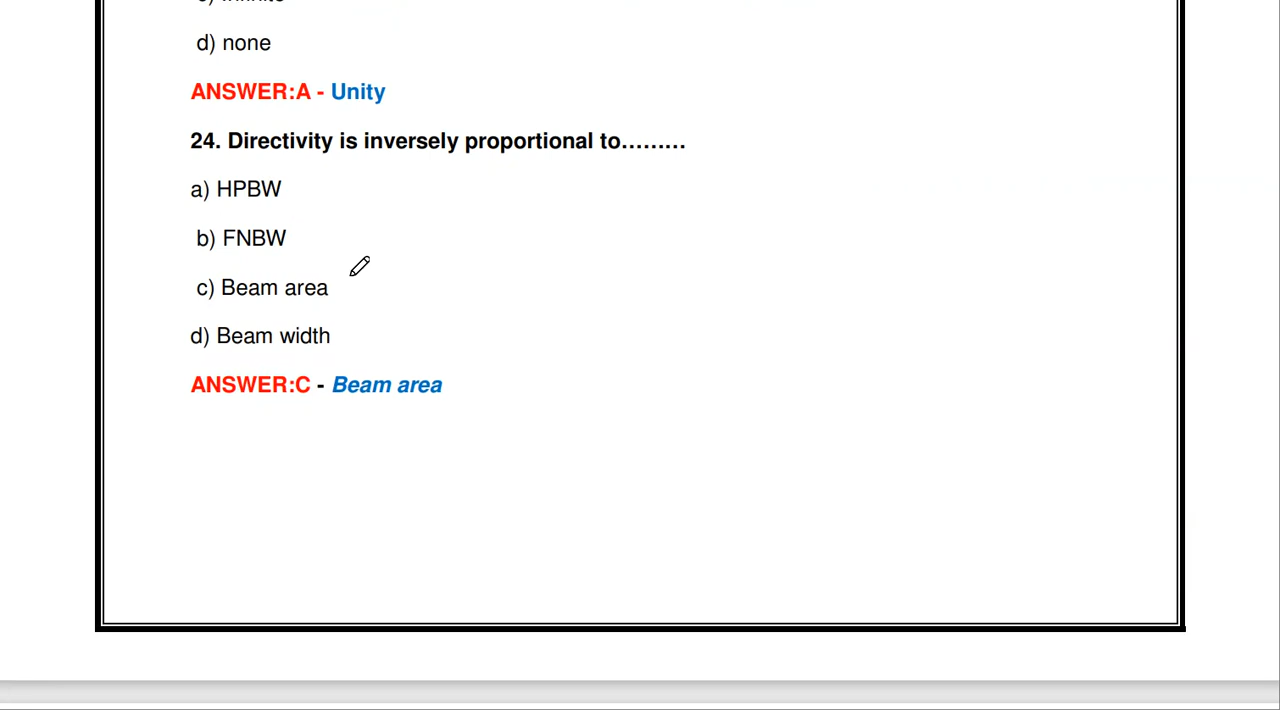 d) none
ANSWER:A - Unity
24. Directivity is inversely proportional to.........
a) HPBW
b) FNBW
c) Beam area
d) Beam width
ANSWER:C - Beam area